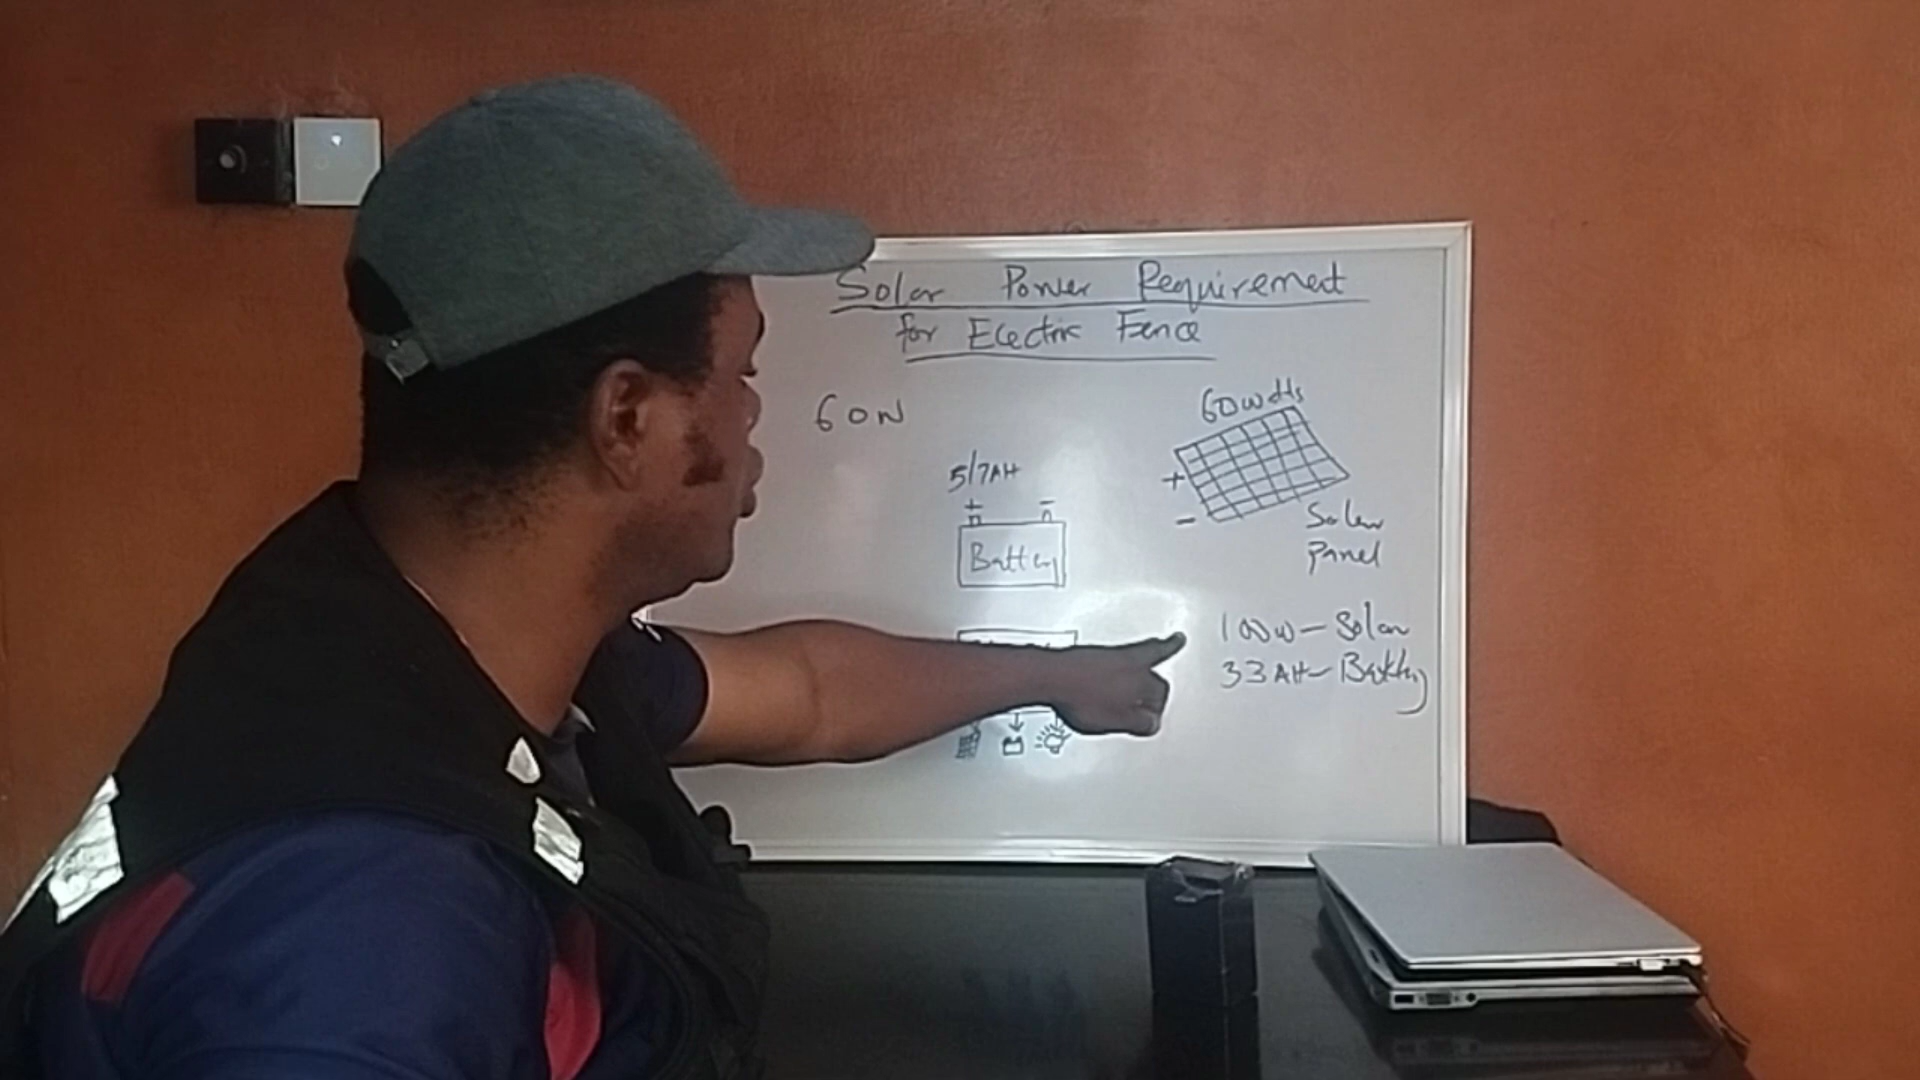 Solar Power Requirement
for Electric Fence
60W
60watts
5/7AH
+ -
Battery
+
-
Solar
Panel
100w - Solar
33AH - Battery